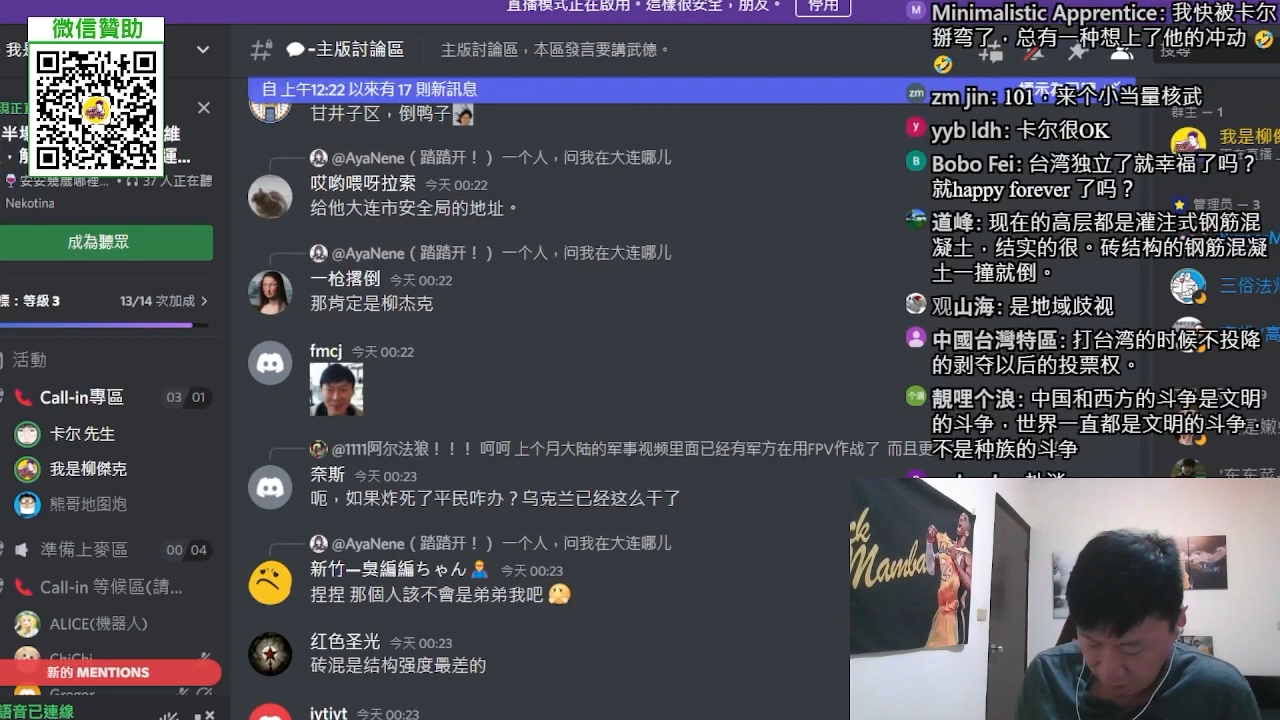 直播模式正在啟用。這樣很安全，朋友。
停用
微信贊助
-主版討論區
主版討論區，本區發言要講武德。
自 上午12:22 以來有 17 則新訊息
成為聽眾
37 人正在聽
Nekotina
標：等級 3
13/14 次加成
活動
Call-in專區
03 01
卡尔 先生
我是柳傑克
熊哥地图炮
準備上麥區
00 04
Call-in 等候區(請...
ALICE(機器人)
ChiChi
新的 MENTIONS
Gregor
語音已連線
甘井子区，倒鸭子
@AyaNene（踏踏开！）一个人，问我在大连哪儿
哎哟喂呀拉索 今天 00:22
给他大连市安全局的地址。
@AyaNene（踏踏开！）一个人，问我在大连哪儿
一枪撂倒 今天 00:22
那肯定是柳杰克
fmcj 今天 00:22
@1111阿尔法狼！！！ 呵呵 上个月大陆的军事视频里面已经有军方在用FPV作战了 而且更
奈斯 今天 00:23
呃，如果炸死了平民咋办？乌克兰已经这么干了
@AyaNene（踏踏开！）一个人，问我在大连哪儿
新竹—臭編編ちゃん 今天 00:23
捏捏 那個人該不會是弟弟我吧
红色圣光 今天 00:23
砖混是结构强度最差的
jytjyt 今天 00:23
Minimalistic Apprentice: 我快被卡尔
掰弯了，总有一种想上了他的冲动
zm jin: 101，来个小当量核武
yyb ldh: 卡尔很OK
Bobo Fei: 台湾独立了就幸福了吗？
就happy forever 了吗？
道峰: 现在的高层都是灌注式钢筋混
凝土，结实的很。砖结构的钢筋混凝
土一撞就倒。
观山海: 是地域歧视
中國台灣特區: 打台湾的时候不投降
的剥夺以后的投票权。
靚哩个浪: 中国和西方的斗争是文明
的斗争，世界一直都是文明的斗争，
不是种族的斗争
搜尋
群主 — 1
我是柳傑
管理员 — 3
三俗法师
ck
Mamba